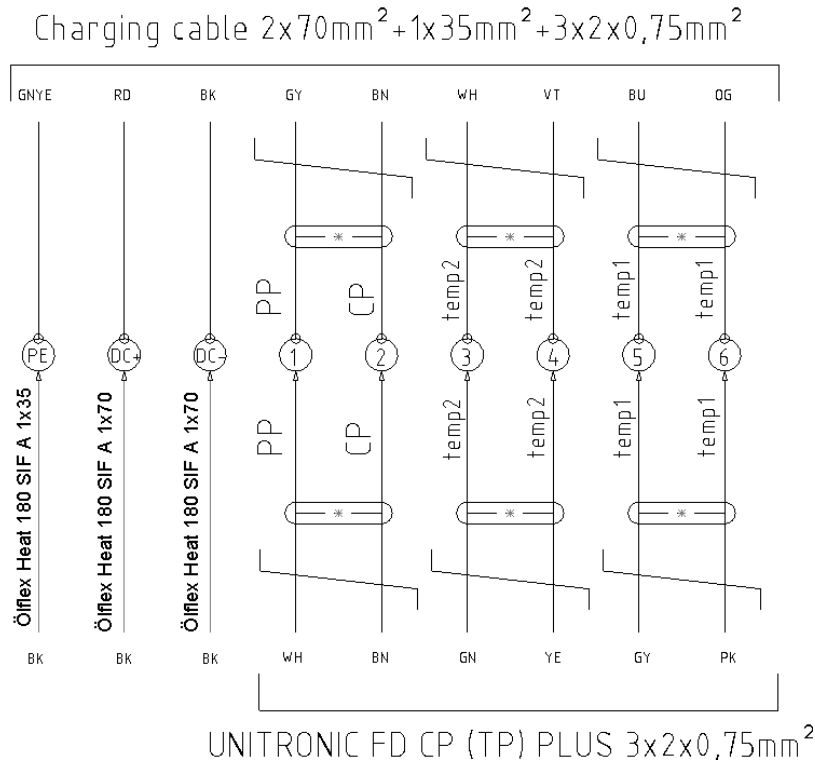 Charging cable 2x70mm²+1x35mm²+3x2x0,75mm²
GNYE RD BK GY BN WH VT BU OG
PP CP temp2 temp2 temp1 temp1
PE DC+ DC- 1 2 3 4 5 6
Ölflex Heat 180 SIF A 1x35
Ölflex Heat 180 SIF A 1x70
Ölflex Heat 180 SIF A 1x70
PP CP temp2 temp2 temp1 temp1
BK BK BK WH BN GN YE GY PK
UNITRONIC FD CP (TP) PLUS 3x2x0,75mm²